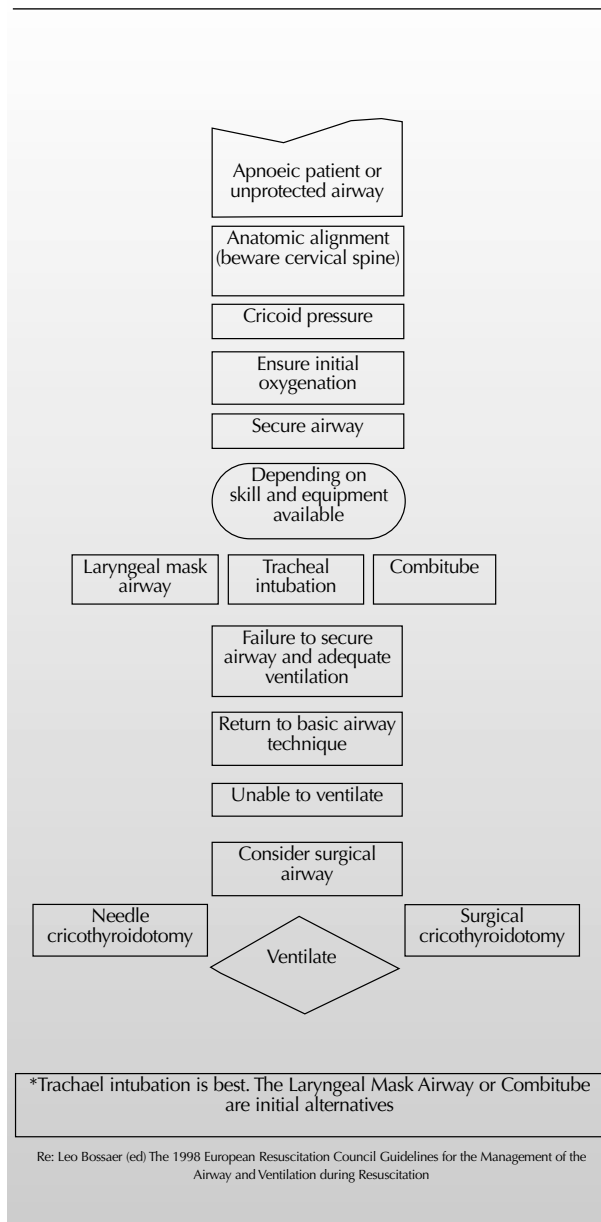 Apnoeic patient or
unprotected airway
Anatomic alignment
(beware cervical spine)
Cricoid pressure
Ensure initial
oxygenation
Secure airway
Depending on
skill and equipment
available
Laryngeal mask
airway
Tracheal
intubation
Combitube
Failure to secure
airway and adequate
ventilation
Return to basic airway
technique
Unable to ventilate
Consider surgical
airway
Needle
cricothyroidotomy
Ventilate
Surgical
cricothyroidotomy
*Trachael intubation is best. The Laryngeal Mask Airway or Combitube
are initial alternatives
Re: Leo Bossaer (ed) The 1998 European Resuscitation Council Guidelines for the Management of the
Airway and Ventilation during Resuscitation